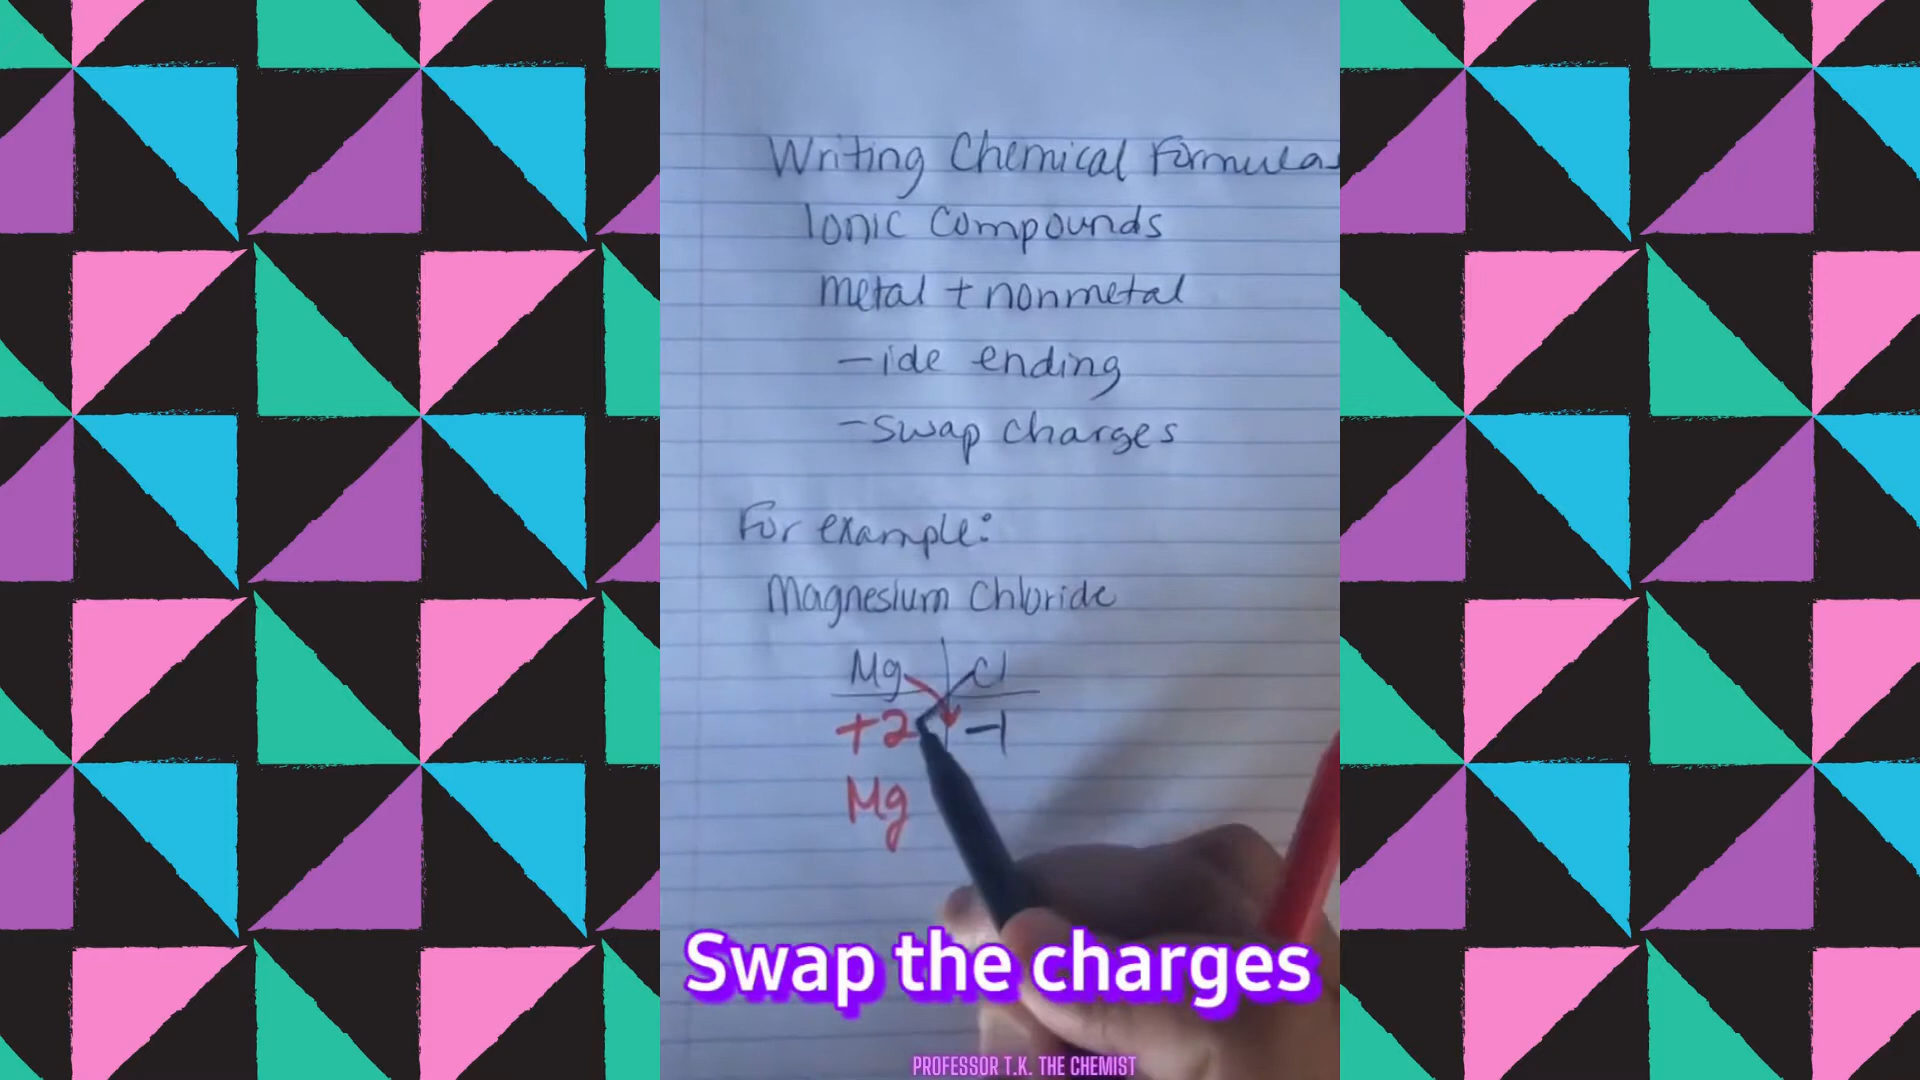 Writing Chemical Formulas
Ionic Compounds
Metal + nonmetal
-ide ending
-swap charges
For example:
Magnesium Chloride
Mg Cl
+2 -1
Mg
Swap the charges
PROFESSOR T.K. THE CHEMIST